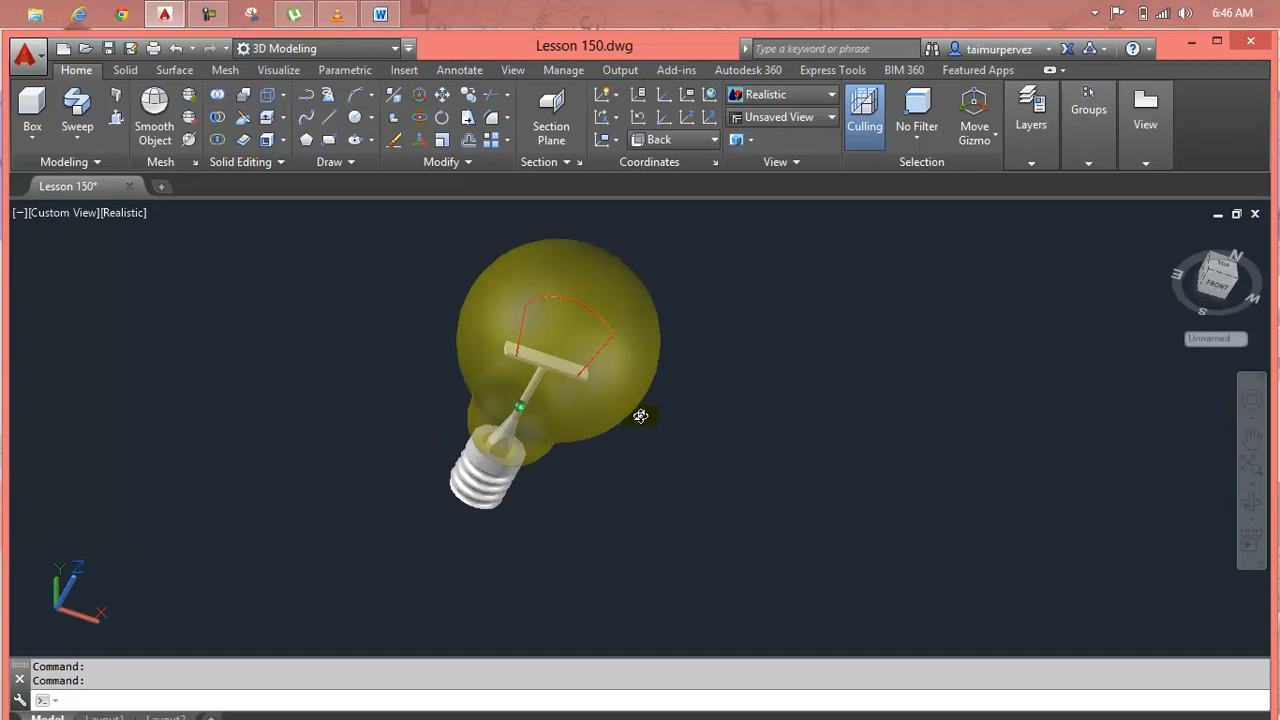 6:46 AM
3D Modeling
Lesson 150.dwg
Type a keyword or phrase
taimurpervez
Home Solid Surface Mesh Visualize Parametric Insert Annotate View Manage Output Add-ins Autodesk 360 Express Tools BIM 360 Featured Apps
Box
Sweep
Smooth
Object
Section
Plane
Back
Realistic
Unsaved View
Culling
No Filter
Move
Gizmo
Layers
Groups
View
Modeling Mesh Solid Editing Draw Modify Section Coordinates View Selection
Lesson 150*
[−][Custom View][Realistic]
N
E
W
S
TOP
FRONT
Unnamed
Y
Z
X
Command:
Command:
Model Layout1 Layout2